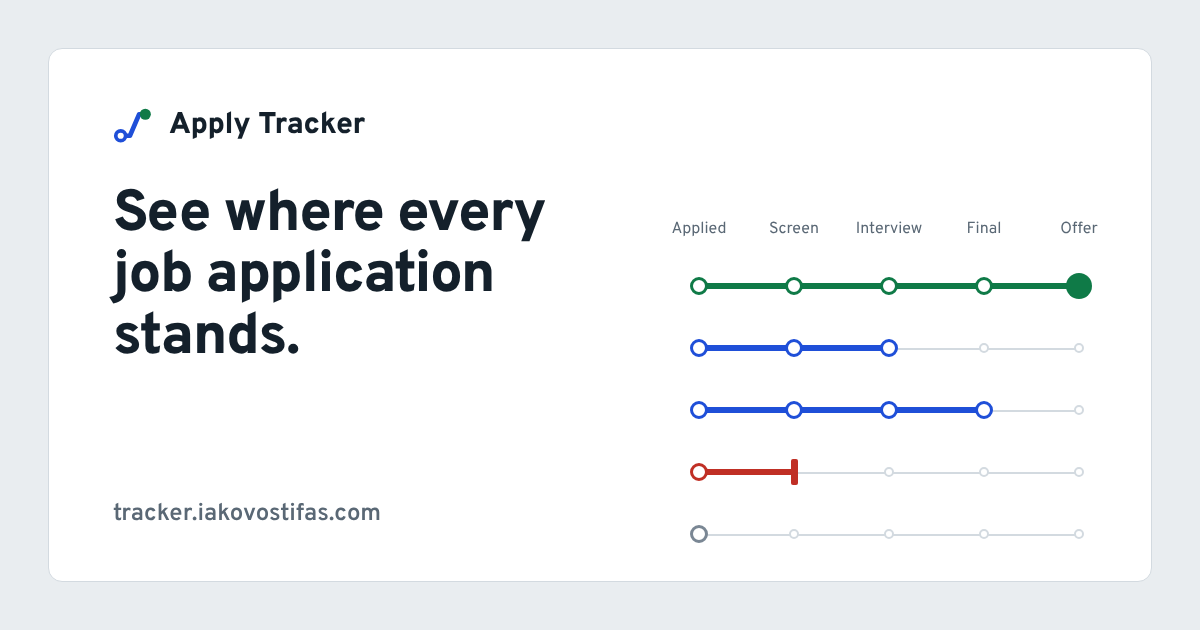 Apply Tracker
See where every
job application
stands.
tracker.iakovostifas.com
Applied Screen Interview Final Offer